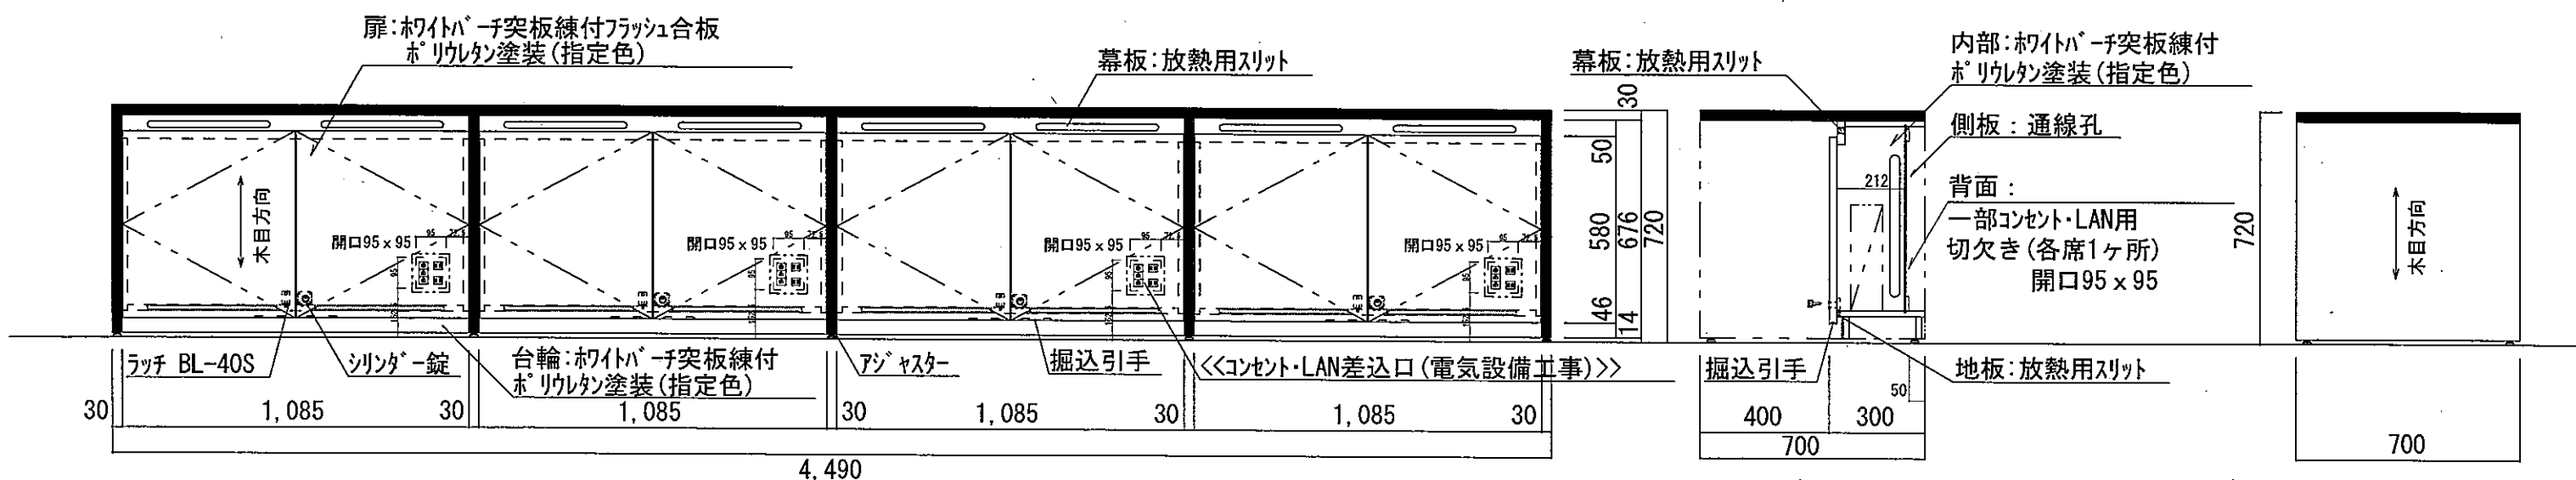 扉:ホワイトバーチ突板練付フラッシュ合板
ポリウレタン塗装(指定色)
幕板:放熱用スリット
幕板:放熱用スリット
内部:ホワイトバーチ突板練付
ポリウレタン塗装(指定色)
側板:通線孔
背面:
一部コンセント・LAN用
切欠き(各席1ヶ所)
開口95x95
木目方向
開口95x95
開口95x95
開口95x95
開口95x95
95
95
95
95
95
95
95
95
30
50
580
676
720
46
14
212
720
木目方向
ラッチ BL-40S
シリンダー錠
台輪:ホワイトバーチ突板練付
ポリウレタン塗装(指定色)
アジャスター
掘込引手
<<コンセント・LAN差込口(電気設備工事)>>
掘込引手
地板:放熱用スリット
50
30
1,085
30
1,085
30
1,085
30
1,085
30
400
300
4,490
700
700